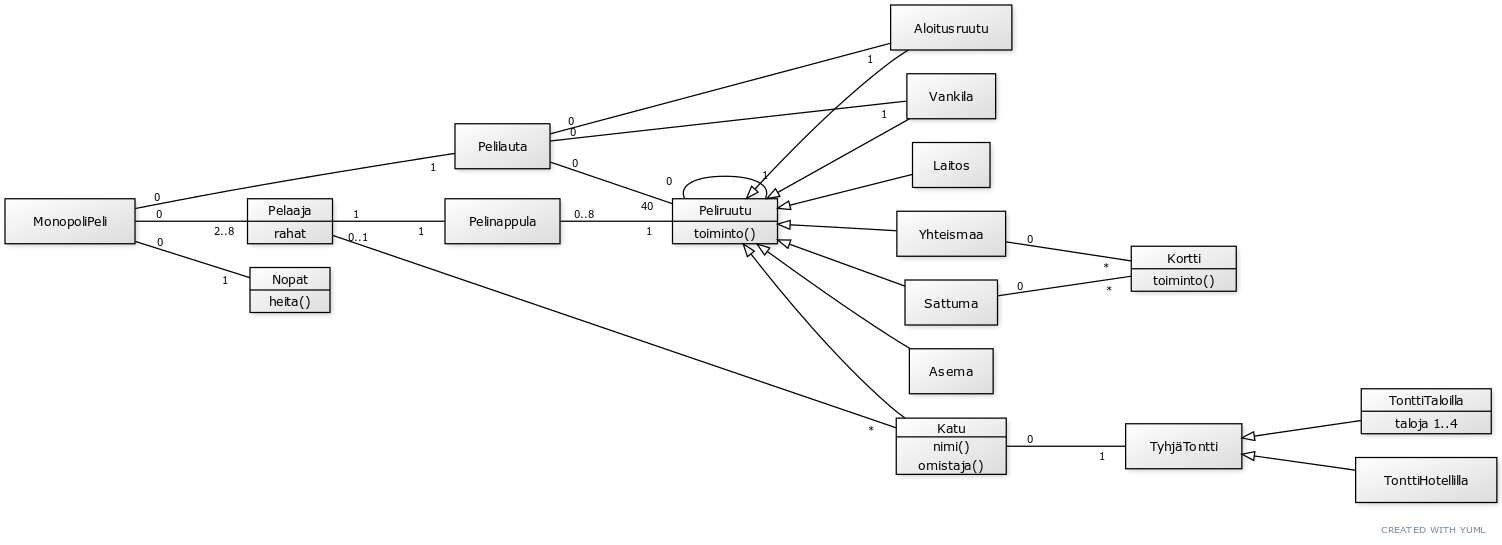 Aloitusruutu
1
Vankila
1
0
0
Pelilauta
1
0
Laitos
0
1
0
40
0
MonopoliPeli
0
2..8
Pelaaja
rahat
1
1
Pelinappula
0..8
1
Peliruutu
toiminto()
Yhteismaa
0
*
Kortti
toiminto()
0..1
0
1
Nopat
heita()
Sattuma
0
*
Asema
*
Katu
nimi()
omistaja()
0
1
TyhjäTontti
TonttiTaloilla
taloja 1..4
TonttiHotellilla
CREATED WITH YUML